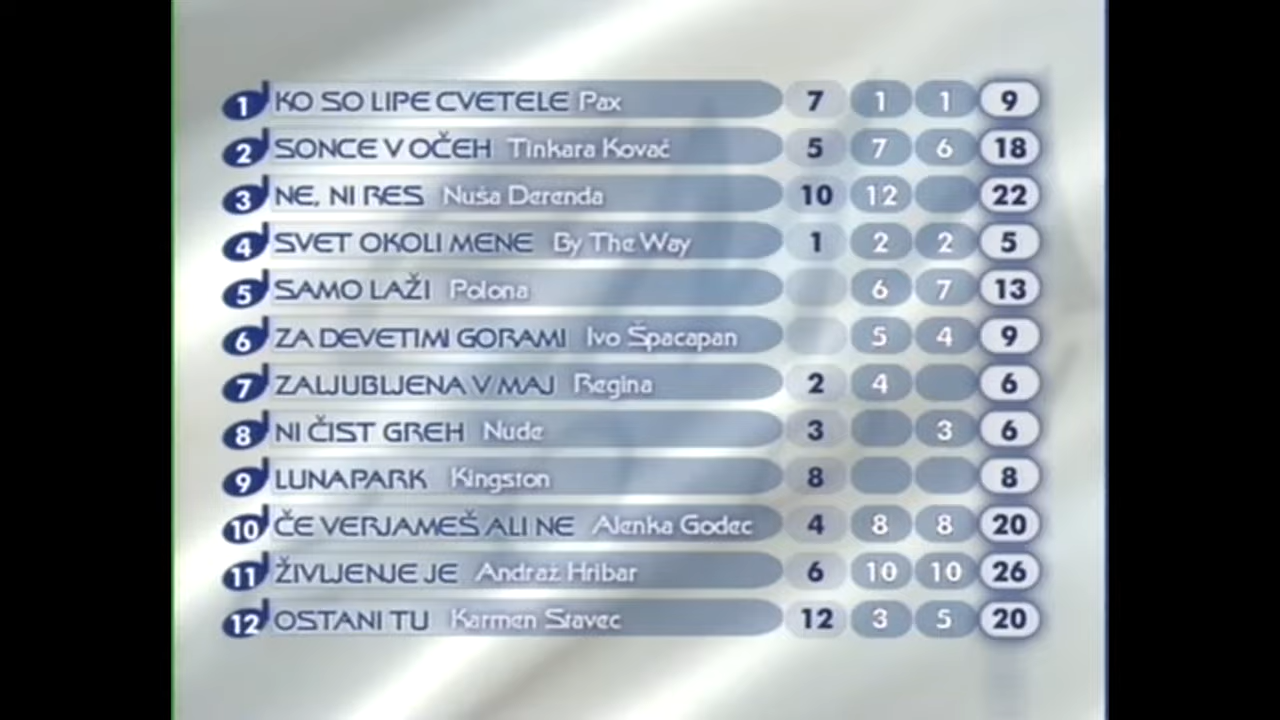 1 KO SO LIPE CVETELE Pax 7 1 1 9
2 SONCE V OČEH Tinkara Kovač 5 7 6 18
3 NE, NI RES Nuša Derenda 10 12 22
4 SVET OKOLI MENE By The Way 1 2 2 5
5 SAMO LAŽI Polona 6 7 13
6 ZA DEVETIMI GORAMI Ivo Špacapan 5 4 9
7 ZALJUBLJENA V MAJ Regina 2 4 6
8 NI ČIST GREH Nude 3 3 6
9 LUNAPARK Kingston 8 8
10 ČE VERJAMEŠ ALI NE Alenka Godec 4 8 8 20
11 ŽIVLJENJE JE Andraž Hribar 6 10 10 26
12 OSTANI TU Karmen Stavec 12 3 5 20